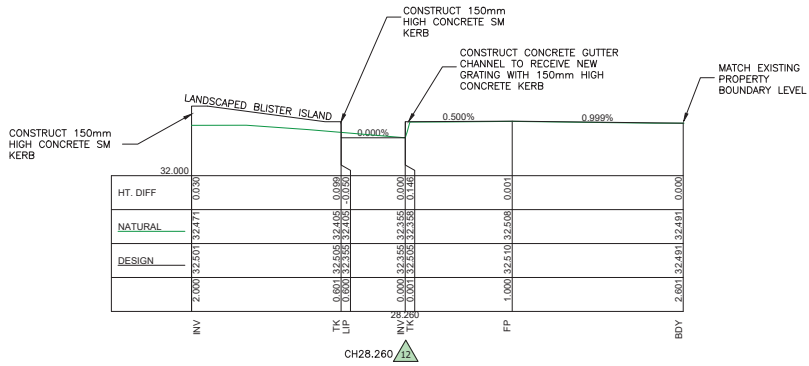 CONSTRUCT 150mm
HIGH CONCRETE SM
KERB
CONSTRUCT CONCRETE GUTTER
CHANNEL TO RECEIVE NEW
GRATING WITH 150mm HIGH
CONCRETE KERB
MATCH EXISTING
PROPERTY
BOUNDARY LEVEL
LANDSCAPED BLISTER ISLAND
CONSTRUCT 150mm
HIGH CONCRETE SM
KERB
0.000%
0.500%
0.999%
32.000
HT. DIFF
0.030
0.099
-0.050
0.000
0.146
0.001
0.000
NATURAL
32.471
32.405
32.405
32.355
32.358
32.508
32.491
DESIGN
32.501
32.505
32.355
32.355
32.505
32.510
32.491
2.000
0.601
0.600
0.000
0.001
1.000
2.601
28.260
INV
TK
LIP
INV
TK
FP
BDY
CH28.260
12